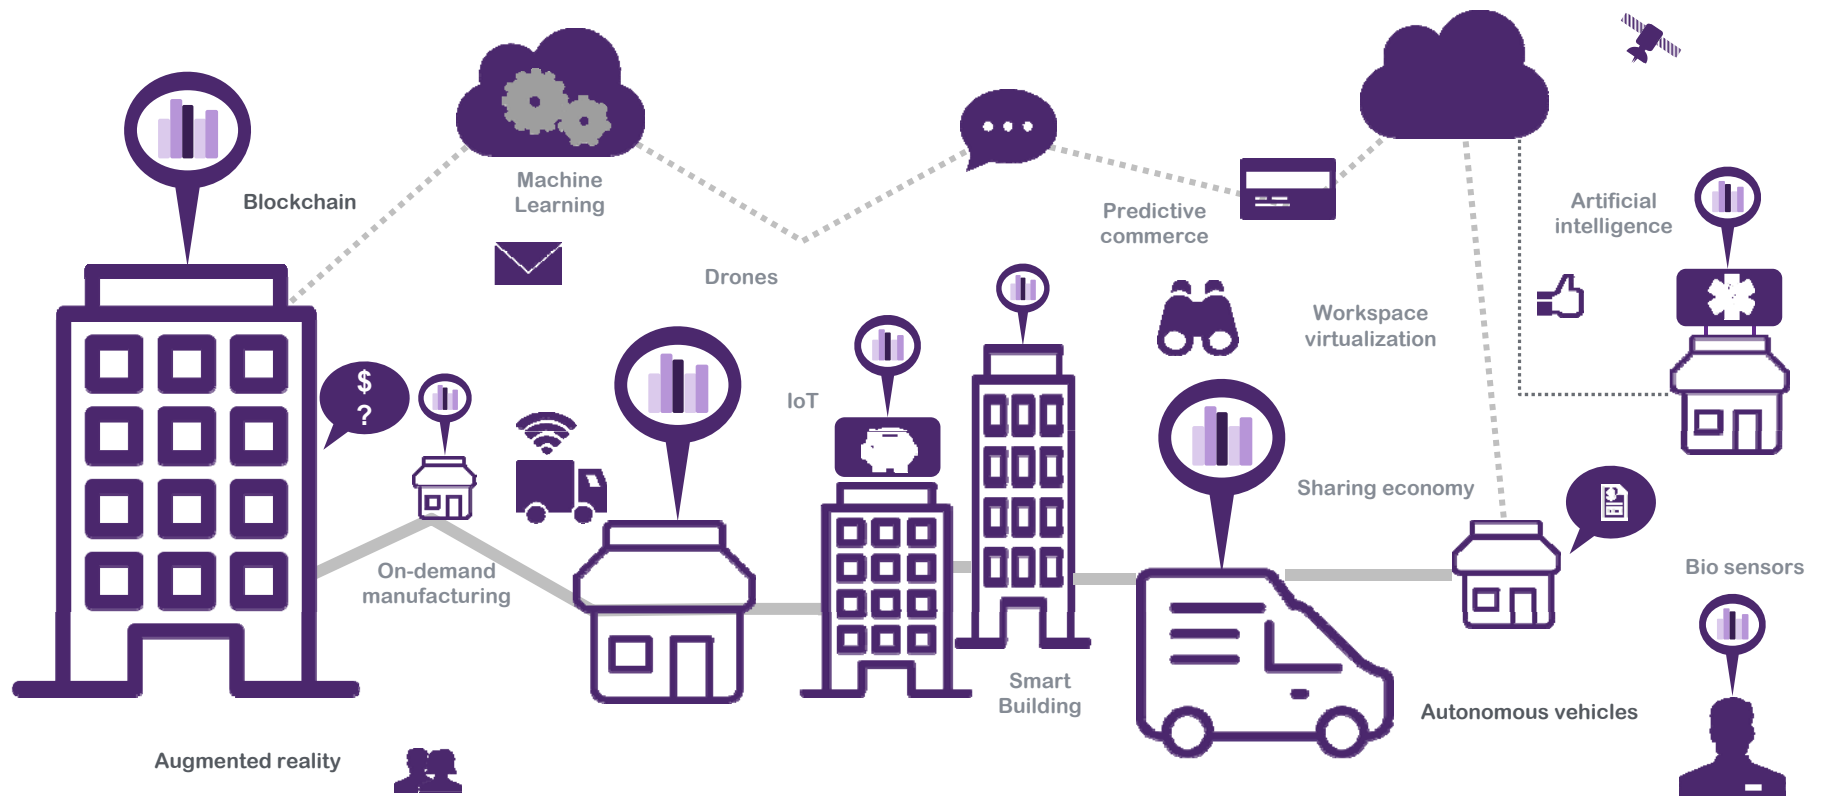 Blockchain
Machine
Learning
Drones
Predictive
commerce
Artificial
intelligence
Workspace
virtualization
$
?
IoT
Sharing economy
On-demand
manufacturing
Bio sensors
Smart
Building
Autonomous vehicles
Augmented reality